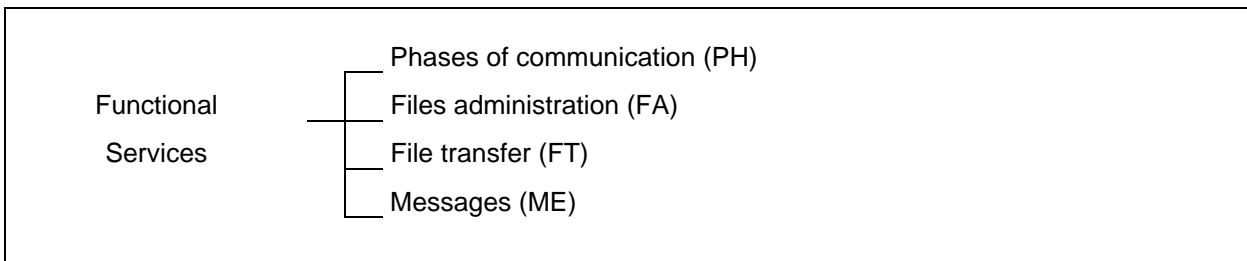 Phases of communication (PH)
Functional
Files administration (FA)
Services
File transfer (FT)
Messages (ME)